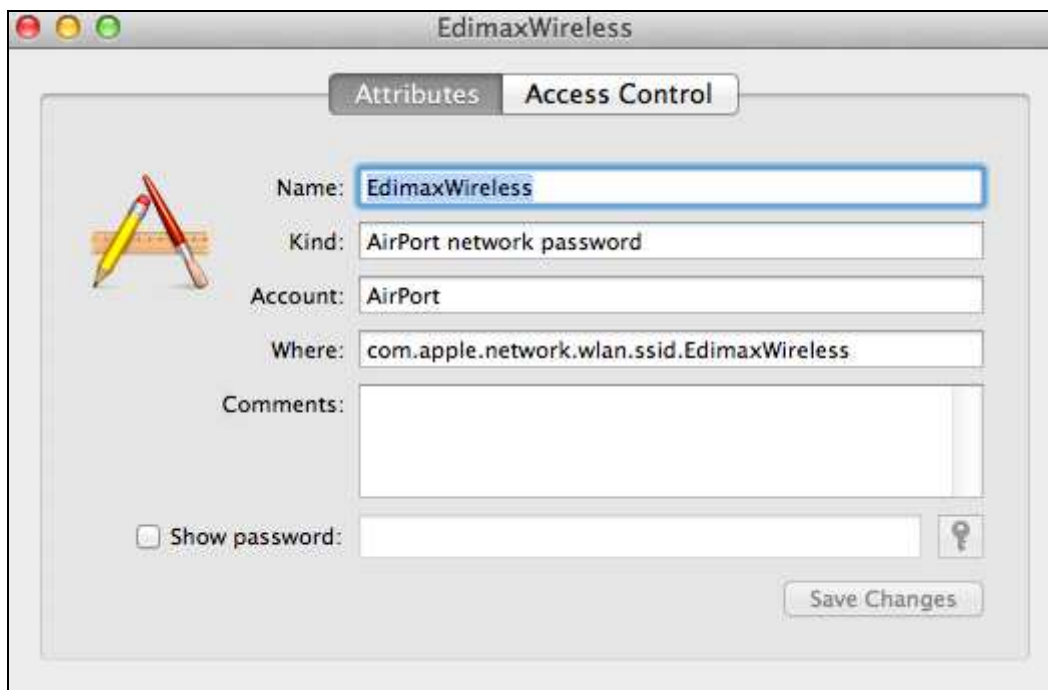 EdimaxWireless
Attributes Access Control
Name: EdimaxWireless
Kind: AirPort network password
Account: AirPort
Where: com.apple.network.wlan.ssid.EdimaxWireless
Comments:
Show password:
Save Changes